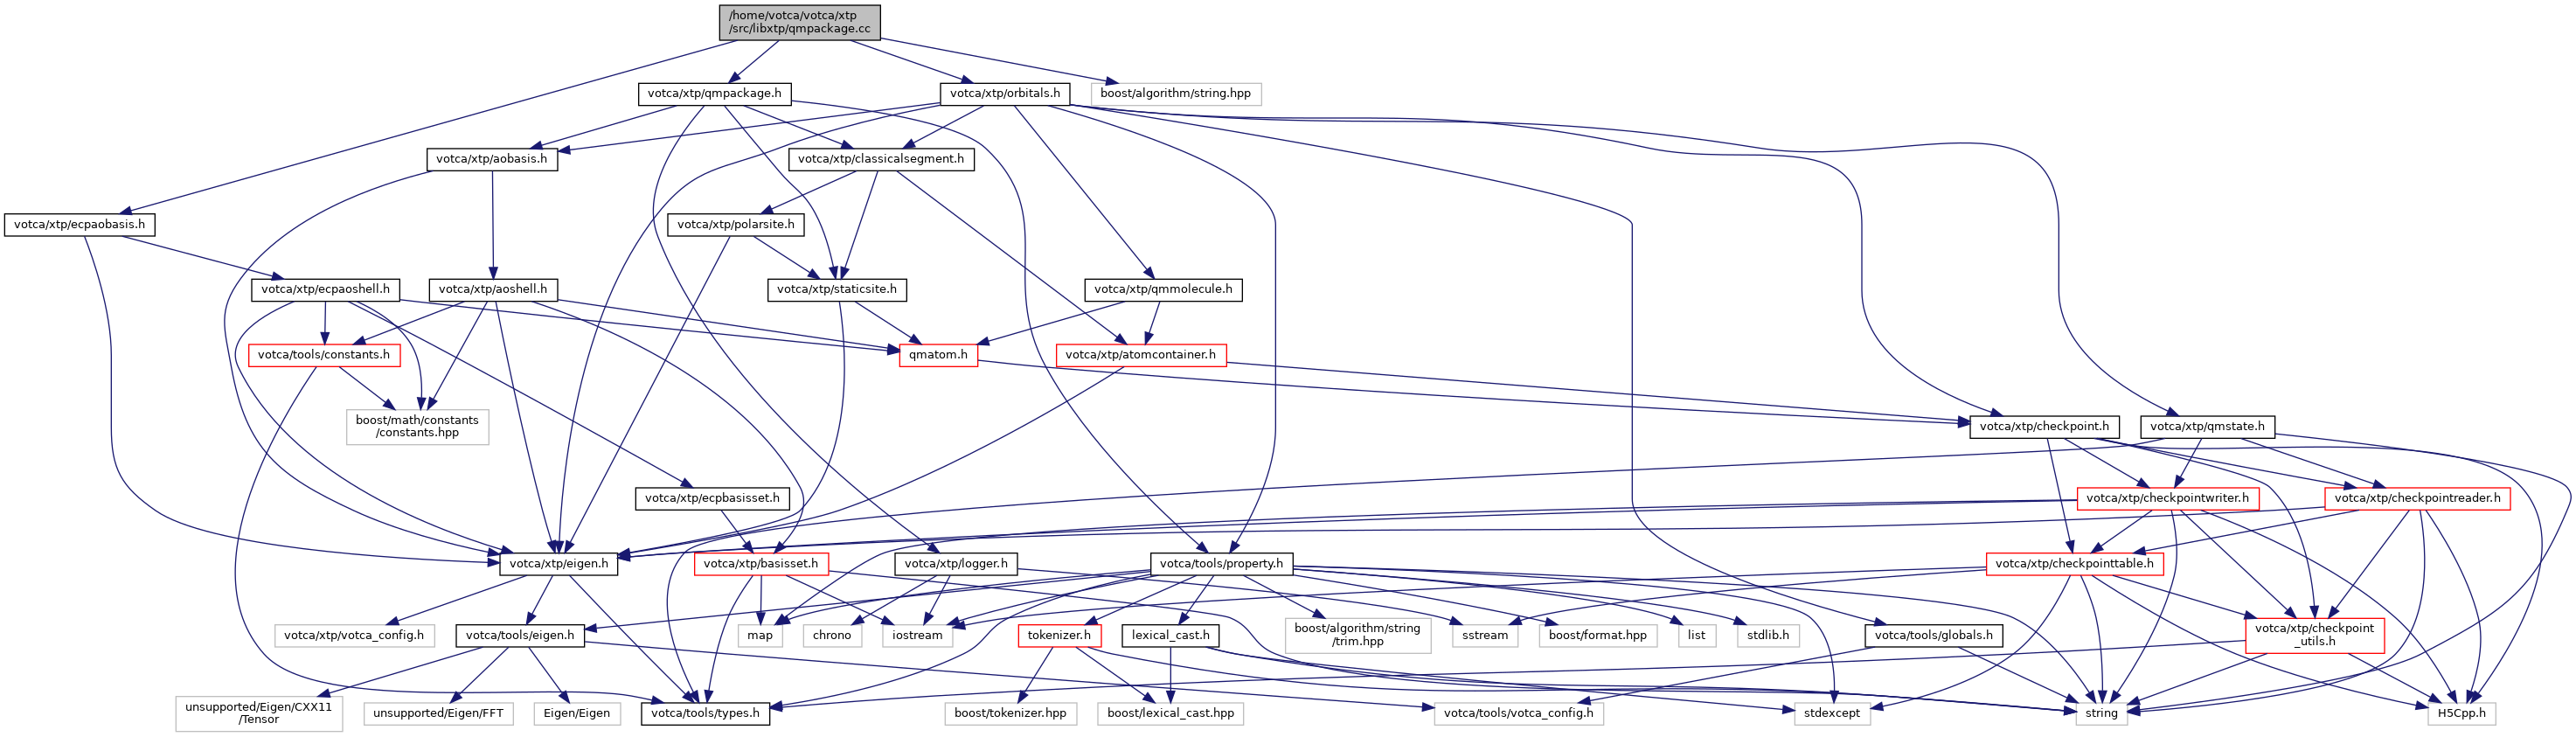 /home/votca/votca/xtp
/src/libxtp/qmpackage.cc
votca/xtp/qmpackage.h
votca/xtp/orbitals.h
boost/algorithm/string.hpp
votca/xtp/aobasis.h
votca/xtp/classicalsegment.h
votca/xtp/ecpaobasis.h
votca/xtp/polarsite.h
votca/xtp/ecpaoshell.h
votca/xtp/aoshell.h
votca/xtp/staticsite.h
votca/xtp/qmmolecule.h
votca/tools/constants.h
qmatom.h
votca/xtp/atomcontainer.h
boost/math/constants
/constants.hpp
votca/xtp/checkpoint.h
votca/xtp/qmstate.h
votca/xtp/ecpbasisset.h
votca/xtp/checkpointwriter.h
votca/xtp/checkpointreader.h
votca/xtp/eigen.h
votca/xtp/basisset.h
votca/xtp/logger.h
votca/tools/property.h
votca/xtp/checkpointtable.h
votca/xtp/votca_config.h
votca/tools/eigen.h
map
chrono
iostream
tokenizer.h
lexical_cast.h
boost/algorithm/string
/trim.hpp
sstream
boost/format.hpp
list
stdlib.h
votca/tools/globals.h
votca/xtp/checkpoint
_utils.h
unsupported/Eigen/CXX11
/Tensor
unsupported/Eigen/FFT
Eigen/Eigen
votca/tools/types.h
boost/tokenizer.hpp
boost/lexical_cast.hpp
votca/tools/votca_config.h
stdexcept
string
H5Cpp.h